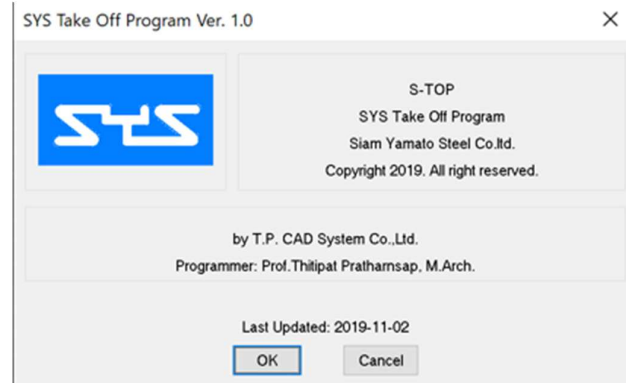 SYS Take Off Program Ver. 1.0
SYS
S-TOP
SYS Take Off Program
Siam Yamato Steel Co.ltd.
Copyright 2019. All right reserved.
by T.P. CAD System Co.,Ltd.
Programmer: Prof.Thitipat Pratharnsap, M.Arch.
Last Updated: 2019-11-02
OK
Cancel